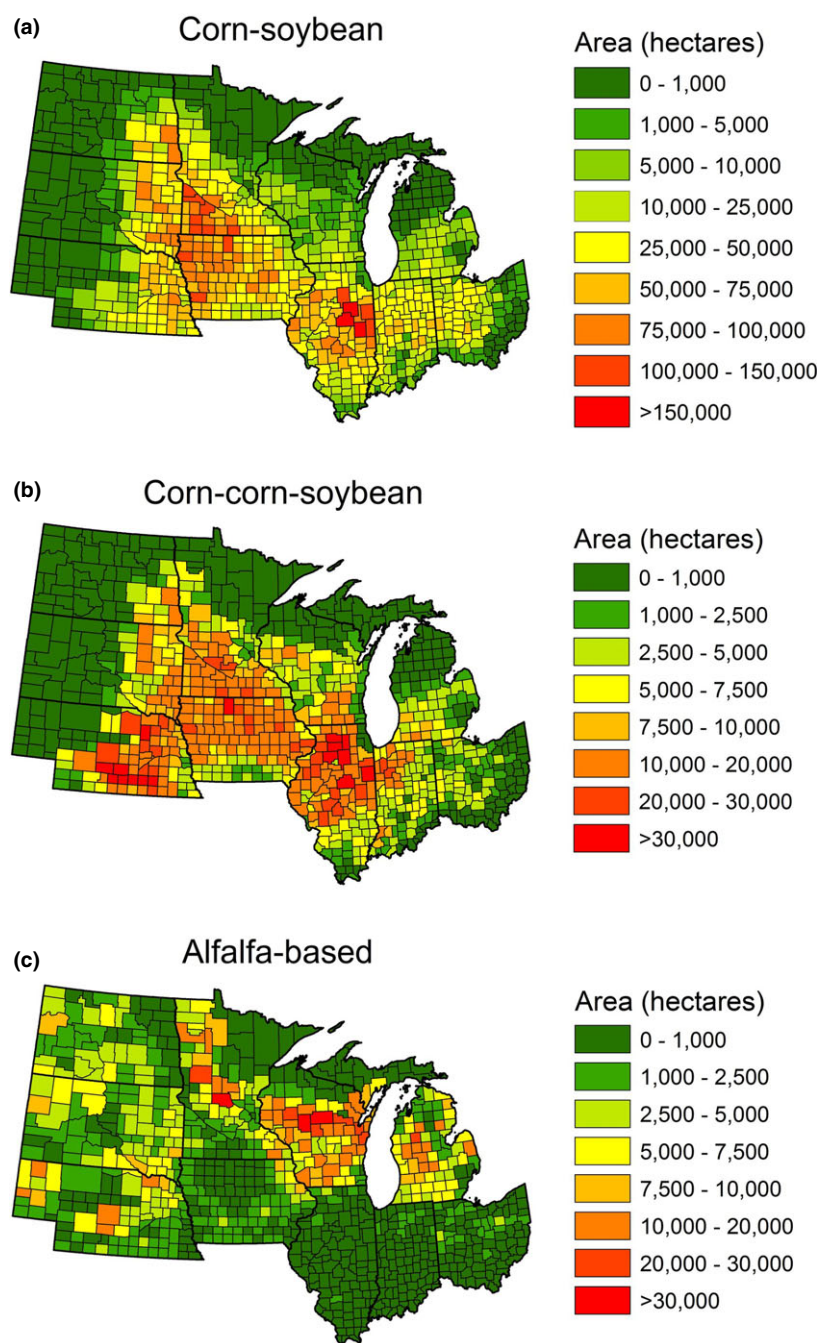 (a)
Corn-soybean
Area (hectares)
0 - 1,000
1,000 - 5,000
5,000 - 10,000
10,000 - 25,000
25,000 - 50,000
50,000 - 75,000
75,000 - 100,000
100,000 - 150,000
>150,000
(b)
Corn-corn-soybean
Area (hectares)
0 - 1,000
1,000 - 2,500
2,500 - 5,000
5,000 - 7,500
7,500 - 10,000
10,000 - 20,000
20,000 - 30,000
>30,000
(c)
Alfalfa-based
Area (hectares)
0 - 1,000
1,000 - 2,500
2,500 - 5,000
5,000 - 7,500
7,500 - 10,000
10,000 - 20,000
20,000 - 30,000
>30,000